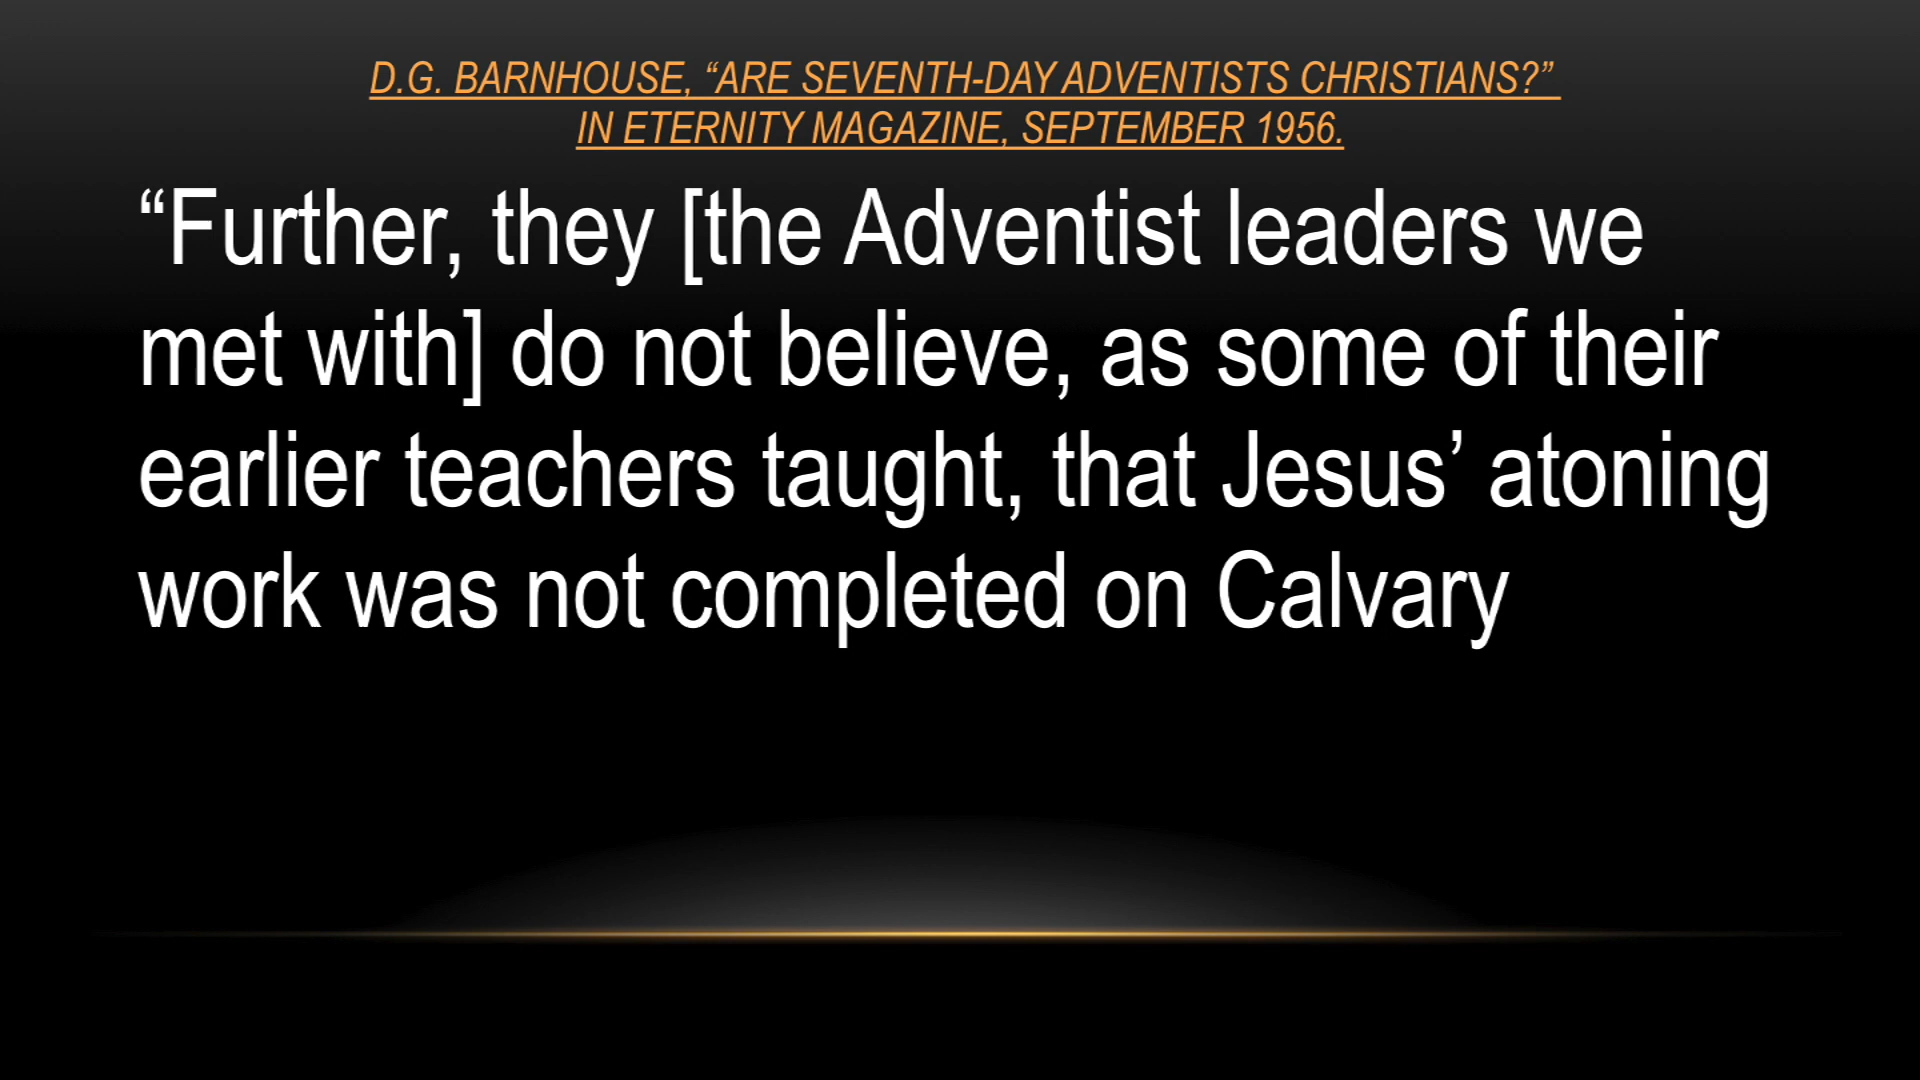 D.G. BARNHOUSE, “ARE SEVENTH-DAY ADVENTISTS CHRISTIANS?”
IN ETERNITY MAGAZINE, SEPTEMBER 1956.
“Further, they [the Adventist leaders we
met with] do not believe, as some of their
earlier teachers taught, that Jesus’ atoning
work was not completed on Calvary